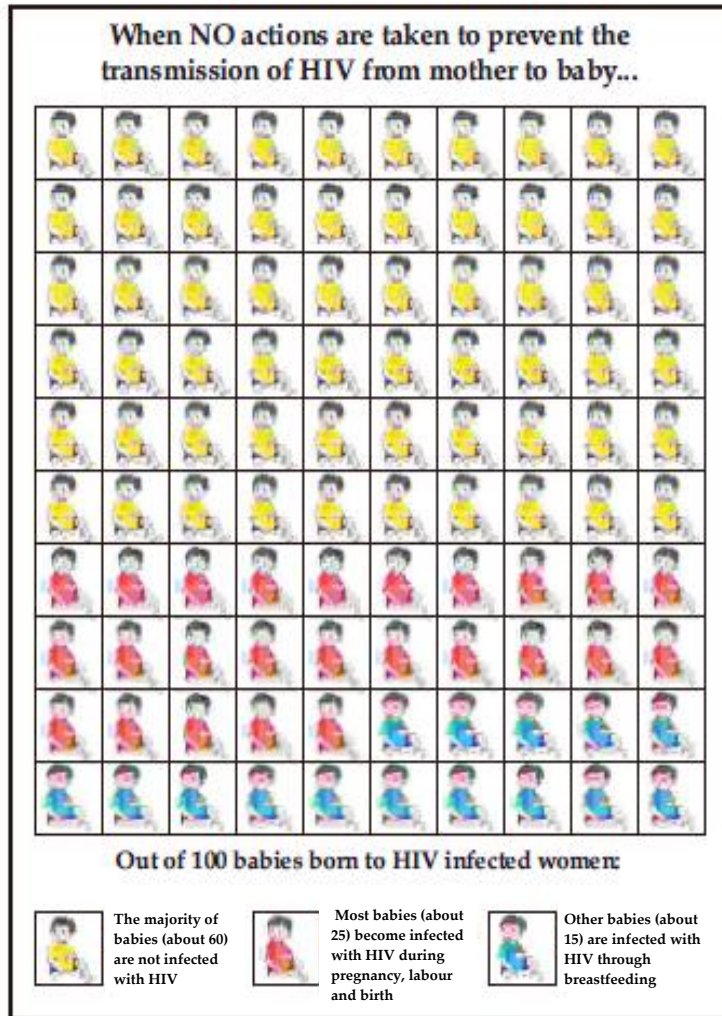 When NO actions are taken to prevent the
transmission of HIV from mother to baby...
Out of 100 babies born to HIV infected women:
The majority of
babies (about 60)
are not infected
with HIV
Most babies (about
25) become infected
with HIV during
pregnancy, labour
and birth
Other babies (about
15) are infected with
HIV through
breastfeeding